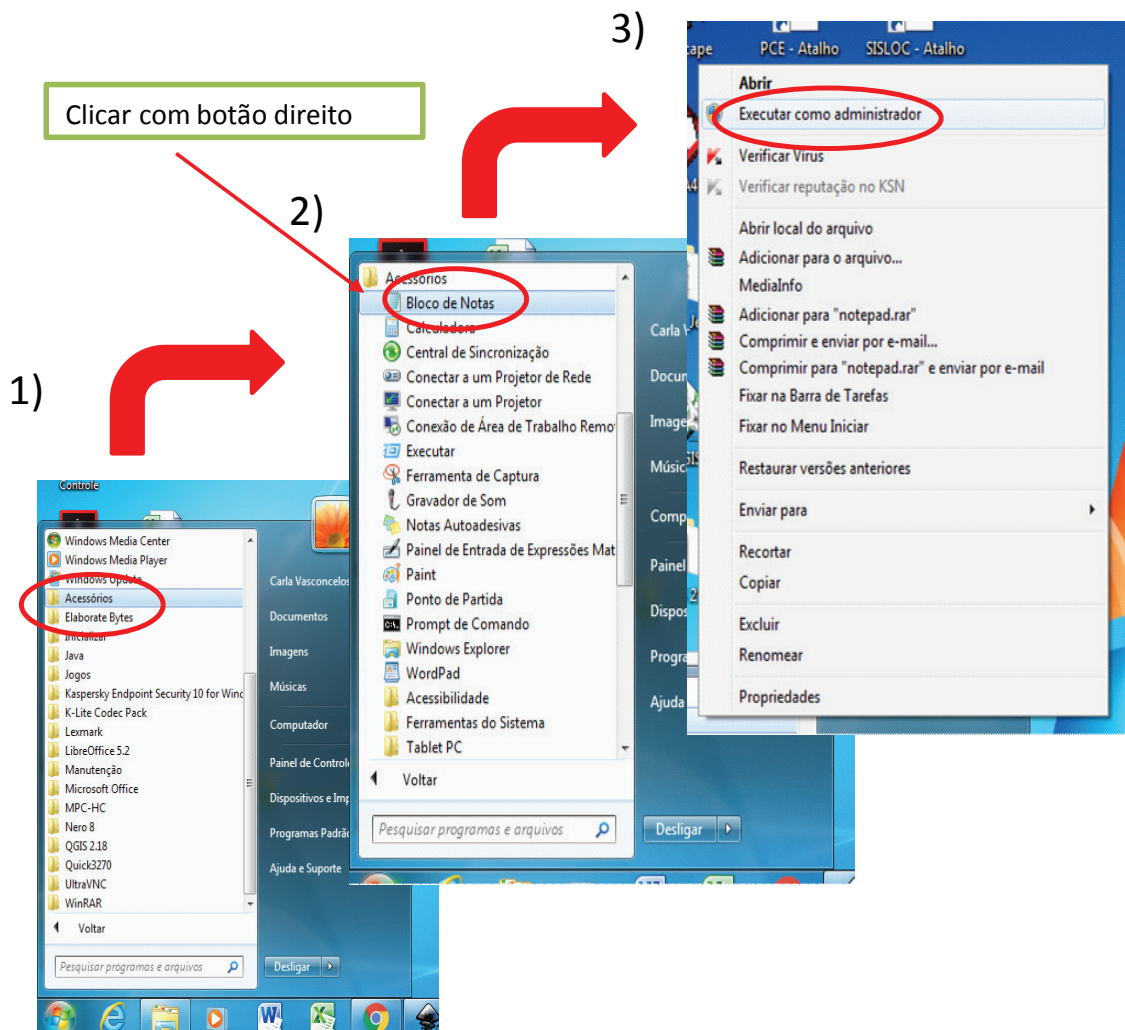 3)
cape
PCE - Atalho
SISLOC - Atalho
Abrir
Executar como administrador
Verificar Vírus
Verificar reputação no KSN
Abrir local do arquivo
Adicionar para o arquivo...
MediaInfo
Adicionar para "notepad.rar"
Comprimir e enviar por e-mail...
Comprimir para "notepad.rar" e enviar por e-mail
Fixar na Barra de Tarefas
Fixar no Menu Iniciar
Restaurar versões anteriores
Enviar para
Recortar
Copiar
Excluir
Renomear
Propriedades
Clicar com botão direito
2)
Acessórios
Bloco de Notas
Calculadora
Central de Sincronização
Conectar a um Projetor de Rede
Conectar a um Projetor
Conexão de Área de Trabalho Remo
Executar
Ferramenta de Captura
Gravador de Som
Notas Autoadesivas
Painel de Entrada de Expressões Mat
Paint
Ponto de Partida
Prompt de Comando
Windows Explorer
WordPad
Acessibilidade
Ferramentas do Sistema
Tablet PC
Voltar
Pesquisar programas e arquivos
Carla V
Docum
Image
Músic
Comp
Painel
Dispos
Progra
Ajuda
Desligar
1)
Controle
Windows Media Center
Windows Media Player
Windows Update
Acessórios
Elaborate Bytes
Inicializar
Java
Jogos
Kaspersky Endpoint Security 10 for Winc
K-Lite Codec Pack
Lexmark
LibreOffice 5.2
Manutenção
Microsoft Office
MPC-HC
Nero 8
QGIS 2.18
Quick3270
UltraVNC
WinRAR
Voltar
Pesquisar programas e arquivos
Carla Vasconcelos
Documentos
Imagens
Músicas
Computador
Painel de Controle
Dispositivos e Imp
Programas Padrão
Ajuda e Suporte
Desligar